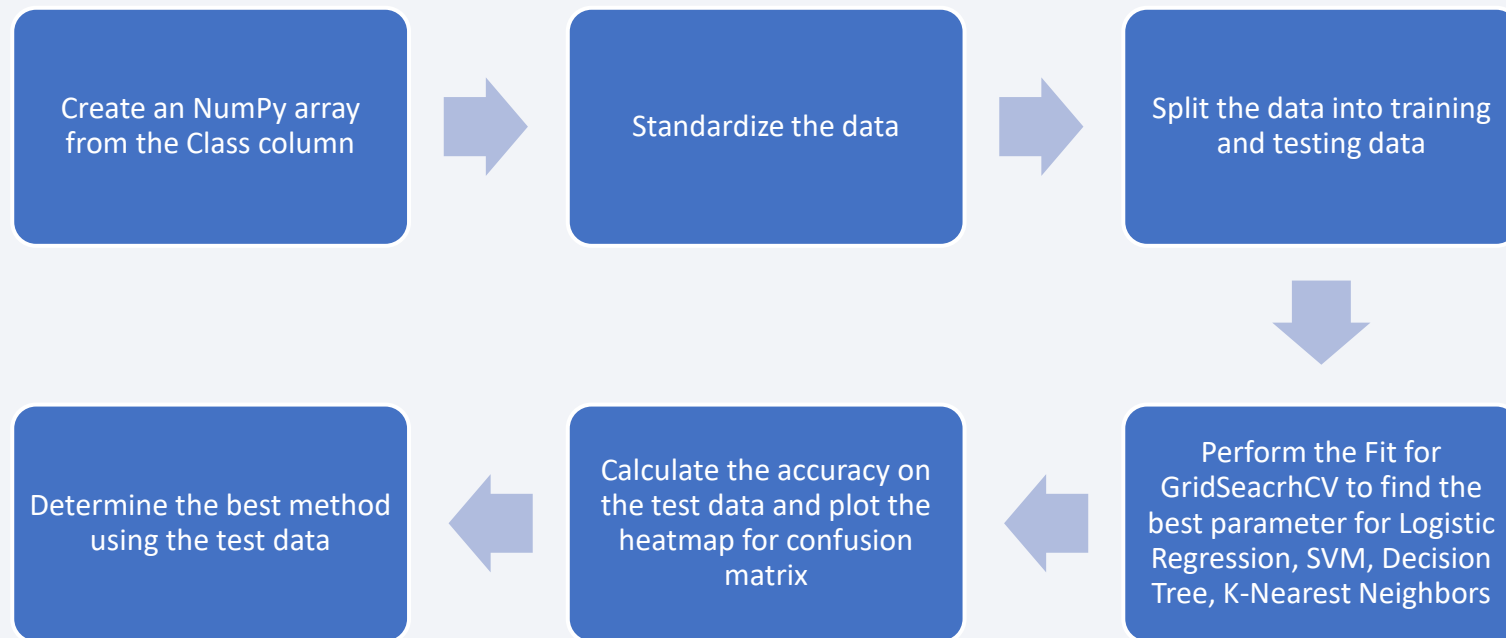 Create an NumPy array
from the Class column
Standardize the data
Split the data into training
and testing data
Perform the Fit for
GridSeacrhCV to find the
best parameter for Logistic
Regression, SVM, Decision
Tree, K-Nearest Neighbors
Calculate the accuracy on
the test data and plot the
heatmap for confusion
matrix
Determine the best method
using the test data